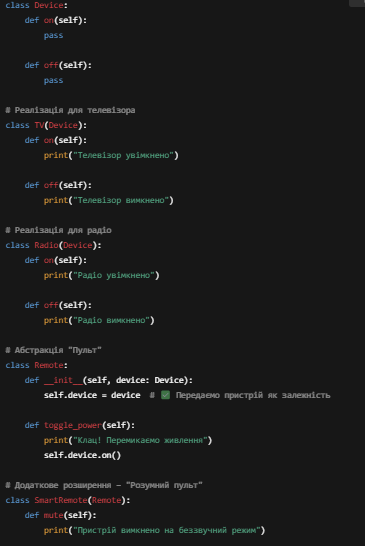 class Device:
    def on(self):
        pass

    def off(self):
        pass

# Реалізація для телевізора
class TV(Device):
    def on(self):
        print("Телевізор увімкнено")

    def off(self):
        print("Телевізор вимкнено")

# Реалізація для радіо
class Radio(Device):
    def on(self):
        print("Радіо увімкнено")

    def off(self):
        print("Радіо вимкнено")

# Абстракція "Пульт"
class Remote:
    def __init__(self, device: Device):
        self.device = device  # ✅ Передаємо пристрій як залежність

    def toggle_power(self):
        print("Клац! Перемикаємо живлення")
        self.device.on()

# Додаткове розширення – "Розумний пульт"
class SmartRemote(Remote):
    def mute(self):
        print("Пристрій вимкнено на беззвучний режим")